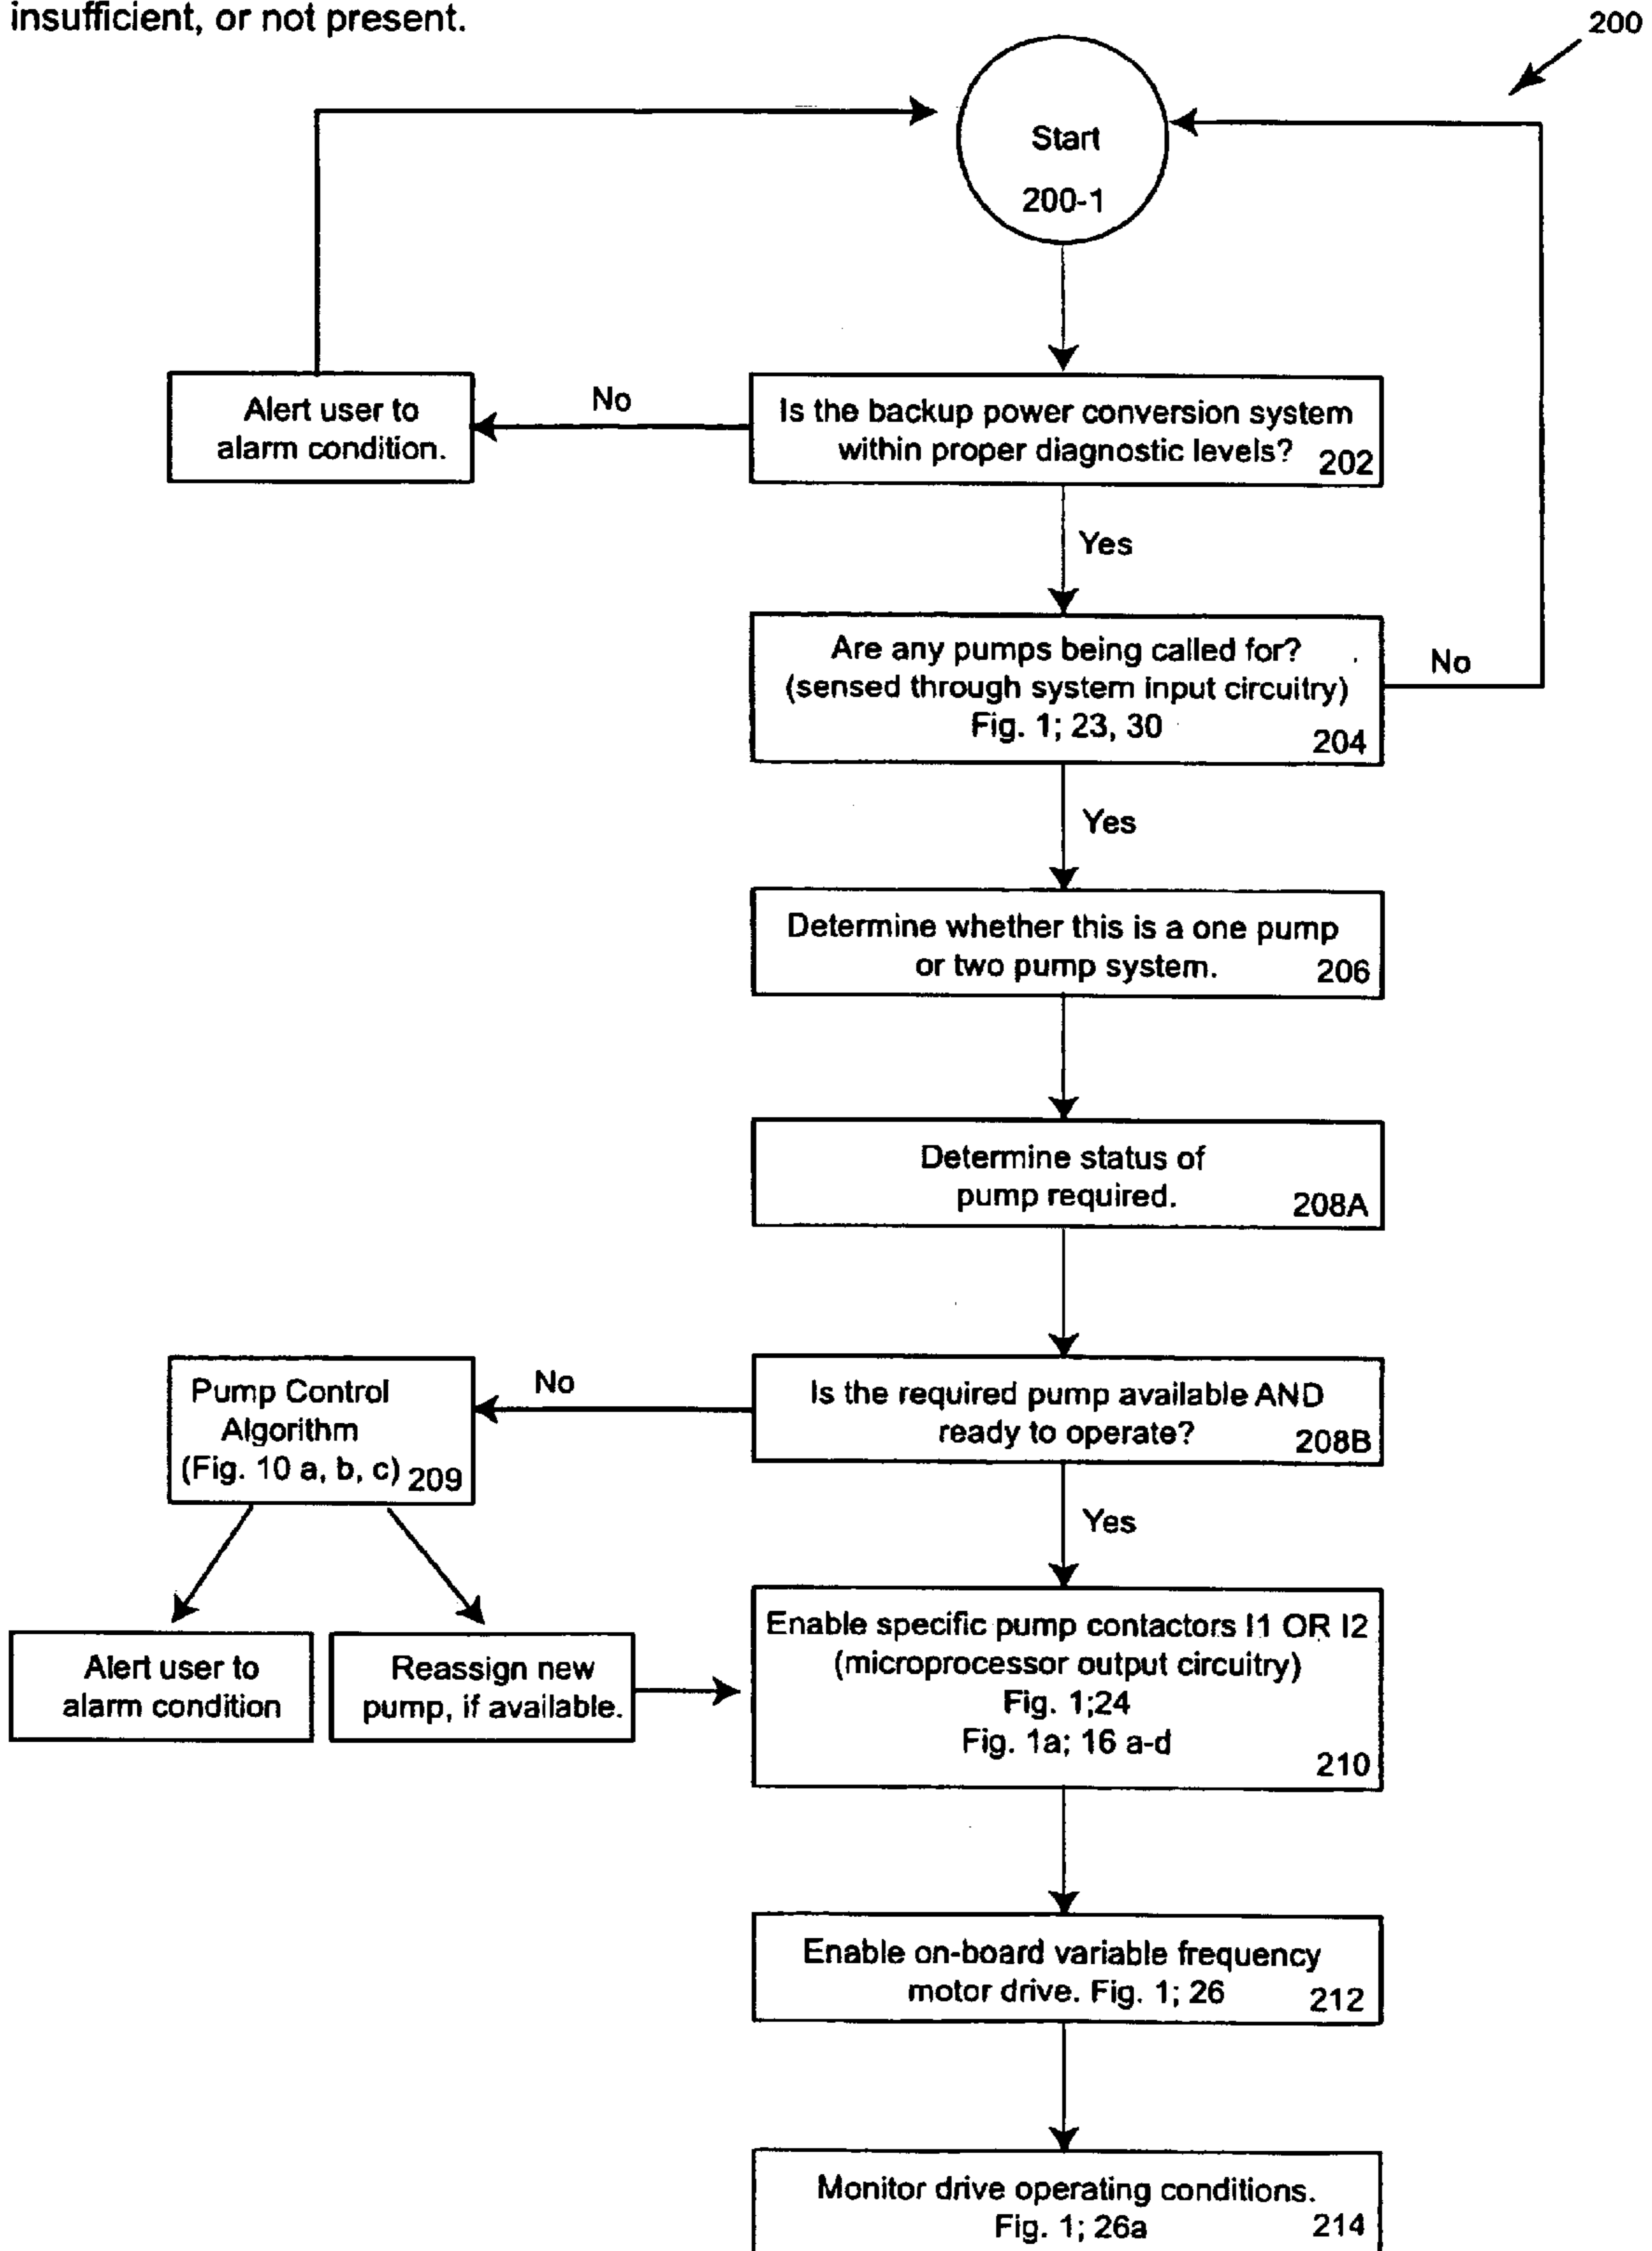 insufficient, or not present.
200
Start
200-1
Alert user to
alarm condition.
No
Is the backup power conversion system
within proper diagnostic levels? 202
Yes
Are any pumps being called for?
(sensed through system input circuitry)
Fig. 1; 23, 30
204
No
Yes
Determine whether this is a one pump
or two pump system. 206
Determine status of
pump required. 208A
Pump Control
Algorithm
(Fig. 10 a, b, c) 209
No
Is the required pump available AND
ready to operate? 208B
Yes
Alert user to
alarm condition
Reassign new
pump, if available.
Enable specific pump contactors I1 OR I2
(microprocessor output circuitry)
Fig. 1;24
Fig. 1a; 16 a-d
210
Enable on-board variable frequency
motor drive. Fig. 1; 26 212
Monitor drive operating conditions.
Fig. 1; 26a 214